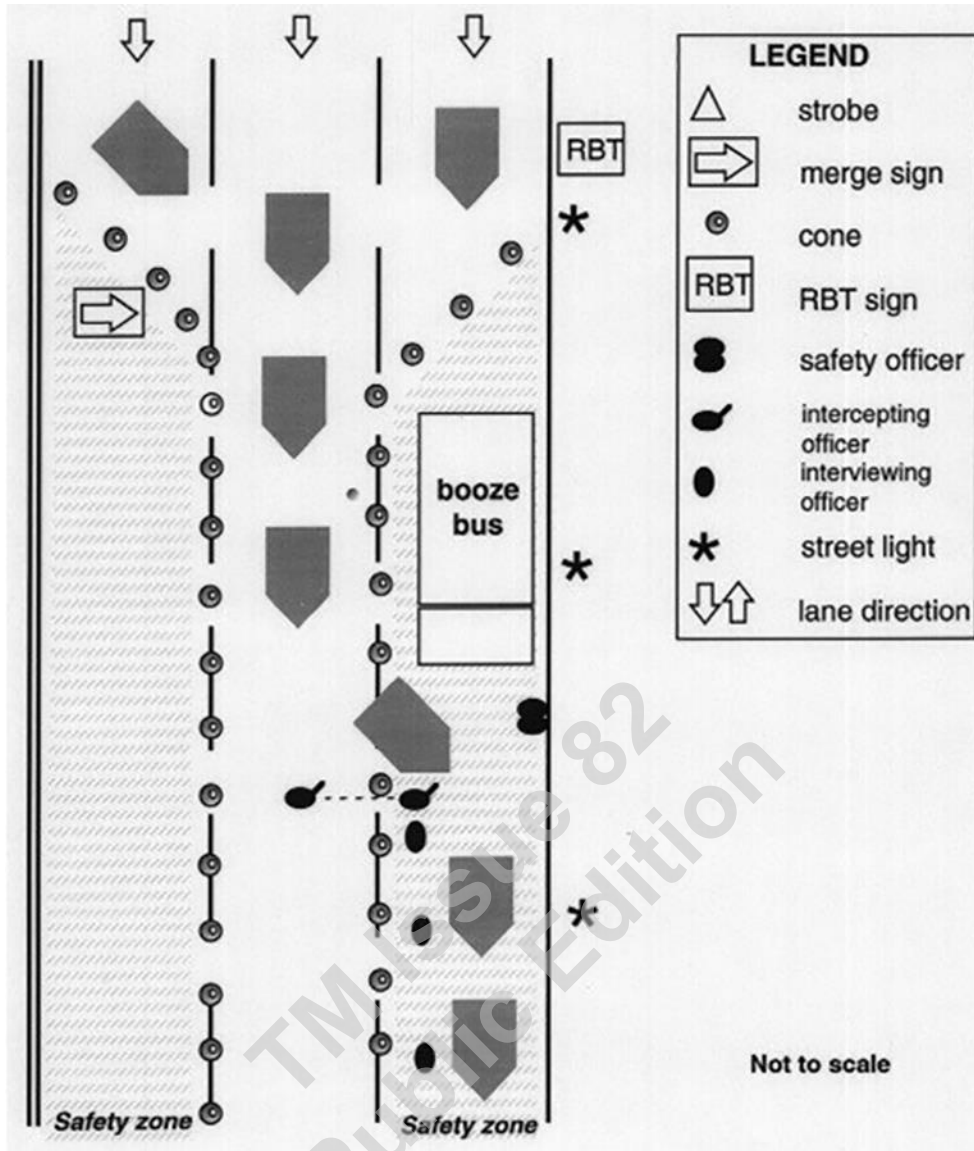 LEGEND
strobe
merge sign
cone
RBT
RBT sign
safety officer
intercepting
officer
interviewing
officer
street light
lane direction
RBT
booze
bus
Not to scale
Safety zone
Safety zone
TM Issue 82
Public Edition